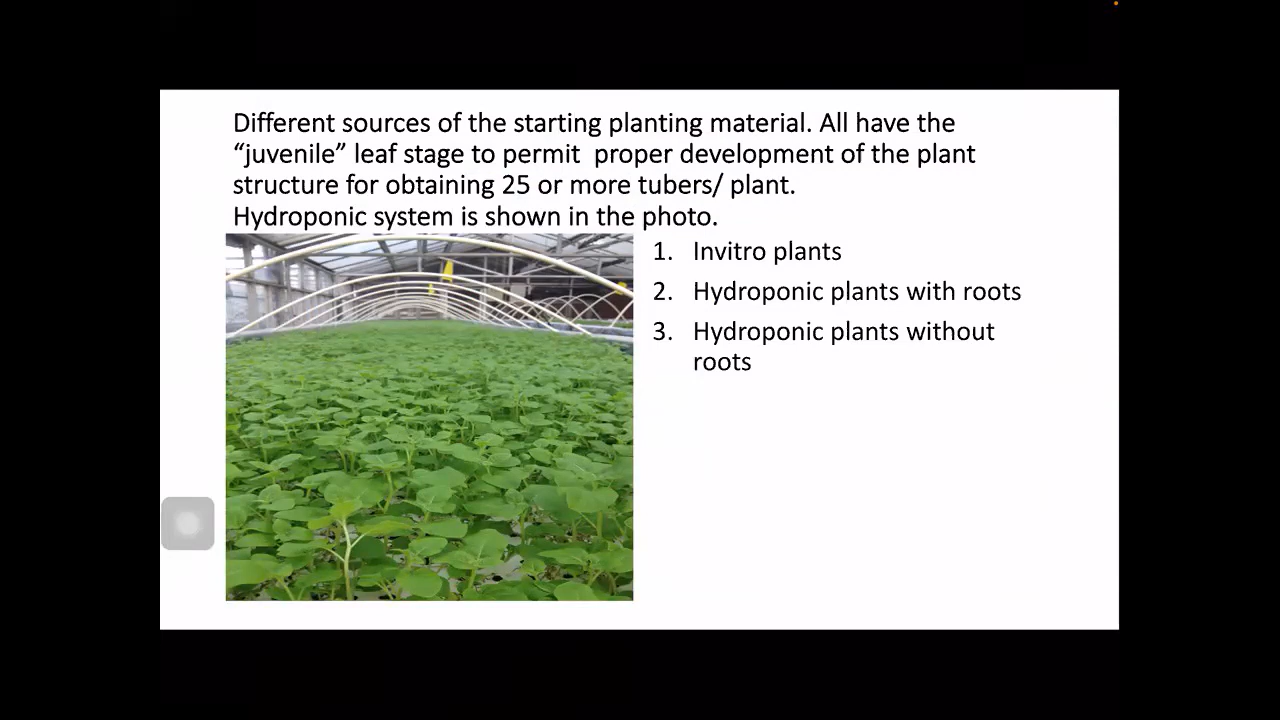 Different sources of the starting planting material. All have the
“juvenile” leaf stage to permit  proper development of the plant
structure for obtaining 25 or more tubers/ plant.
Hydroponic system is shown in the photo.
1. Invitro plants
2. Hydroponic plants with roots
3. Hydroponic plants without
roots